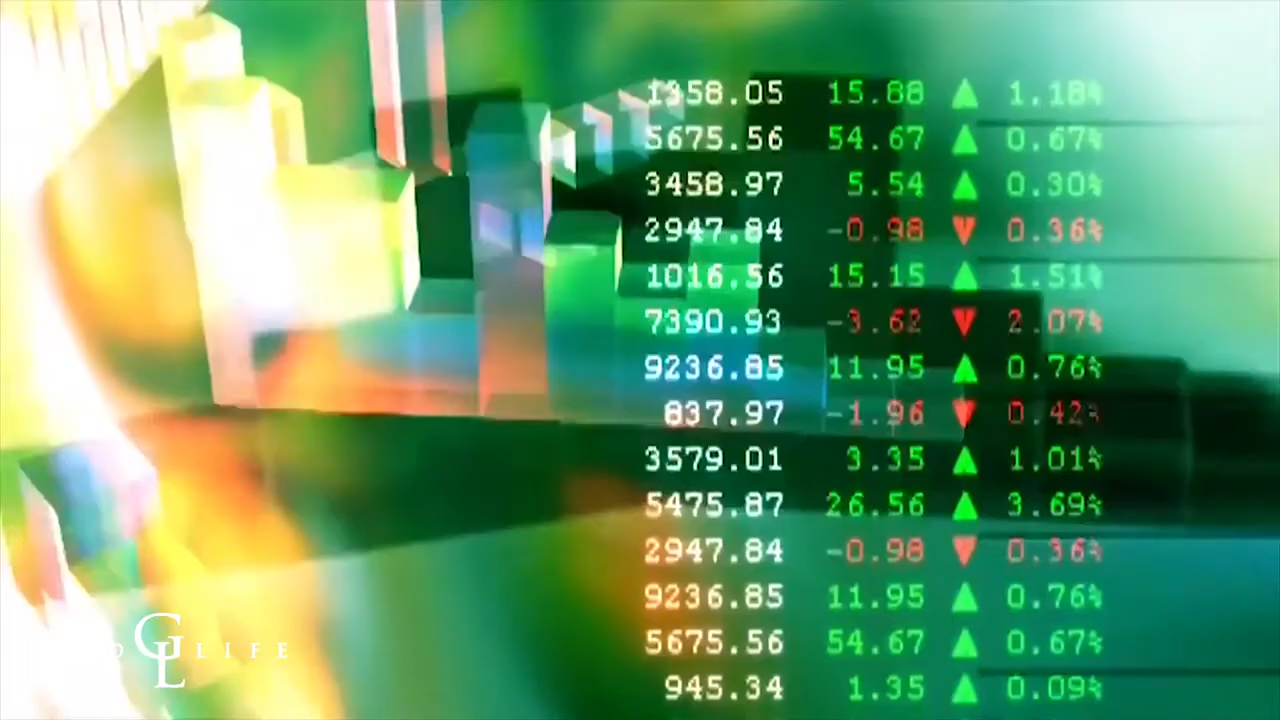 1358.05 15.88 ▲ 1.18%
5675.56 54.67 ▲ 0.67%
3458.97 5.54 ▲ 0.30%
2947.84 -0.98 ▼ 0.36%
1016.56 15.15 ▲ 1.51%
7390.93 -3.62 ▼ 2.07%
9236.85 11.95 ▲ 0.76%
837.97 -1.96 ▼ 0.42%
3579.01 3.35 ▲ 1.01%
5475.87 26.56 ▲ 3.69%
2947.84 -0.98 ▼ 0.36%
9236.85 11.95 ▲ 0.76%
5675.56 54.67 ▲ 0.67%
945.34 1.35 ▲ 0.09%
GL LIFE